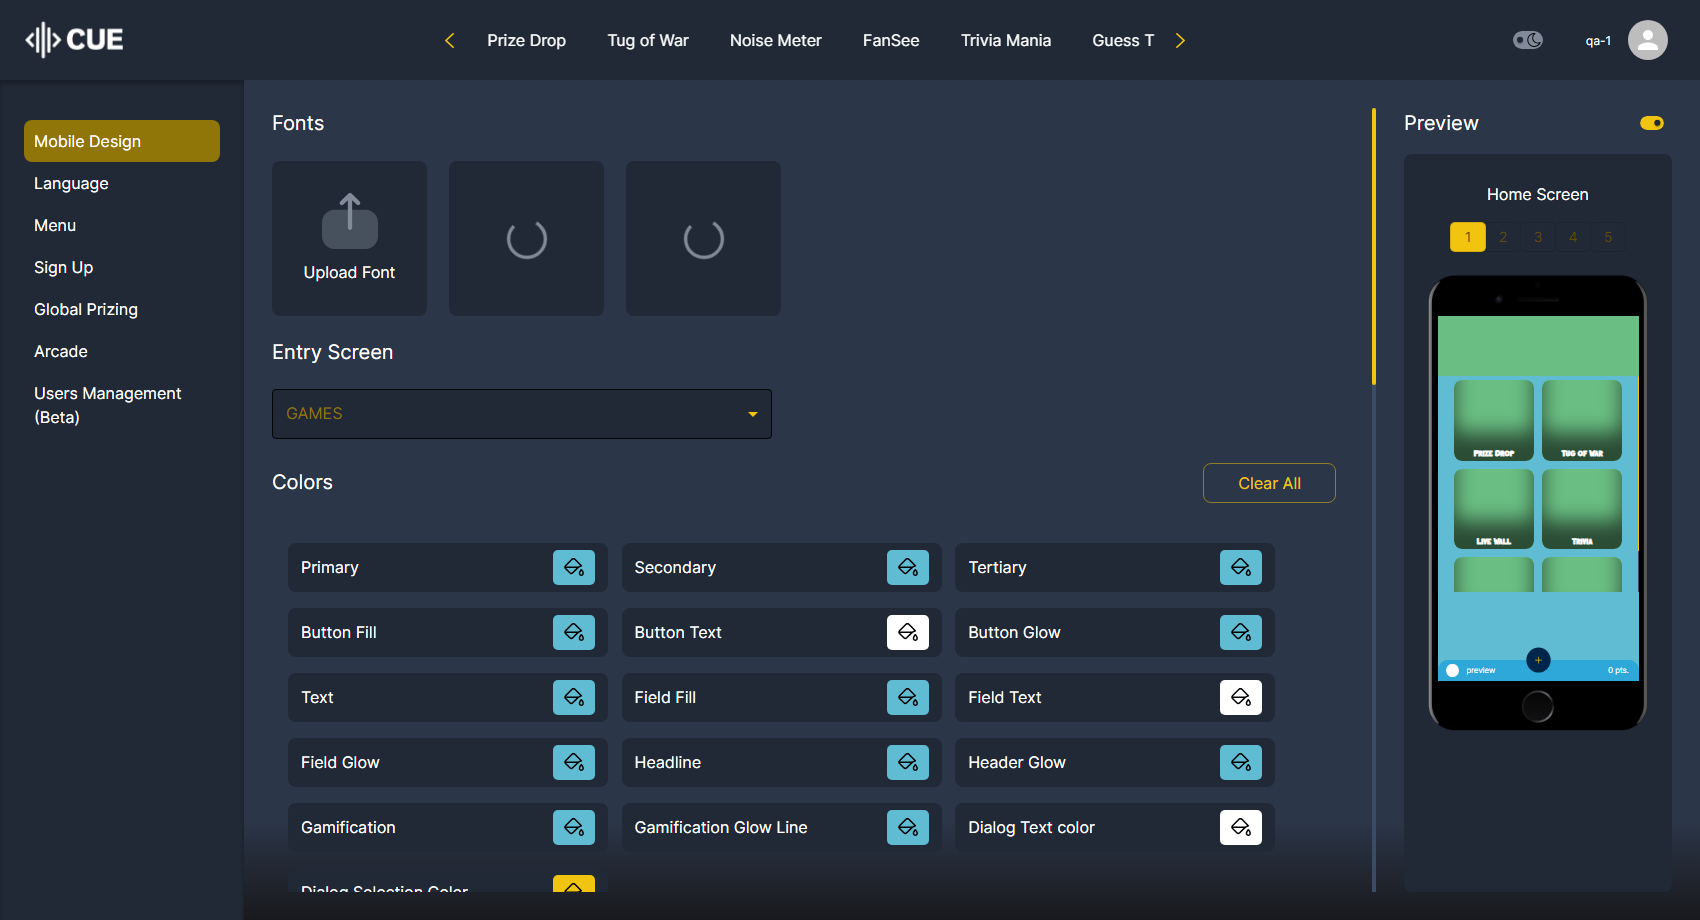 CUE
Prize Drop
Tug of War
Noise Meter
FanSee
Trivia Mania
Guess T
qa-1
Mobile Design
Language
Menu
Sign Up
Global Prizing
Arcade
Users Management
(Beta)
Fonts
Upload Font
Entry Screen
GAMES
Colors
Clear All
Primary
Secondary
Tertiary
Button Fill
Button Text
Button Glow
Text
Field Fill
Field Text
Field Glow
Headline
Header Glow
Gamification
Gamification Glow Line
Dialog Text color
Dialog Selection Color
Preview
Home Screen
1 2 3 4 5
PRIZE DROP
TUG OF WAR
LIVE WALL
TRIVIA
+
preview
0 pts.